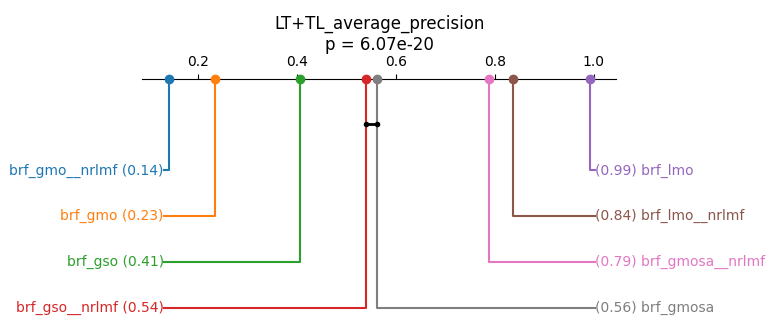 LT+TL_average_precision
p = 6.07e-20
0.2 0.4 0.6 0.8 1.0
brf_gmo__nrlmf (0.14) (0.99) brf_lmo
brf_gmo (0.23) (0.84) brf_lmo__nrlmf
brf_gso (0.41) (0.79) brf_gmosa__nrlmf
brf_gso__nrlmf (0.54) (0.56) brf_gmosa